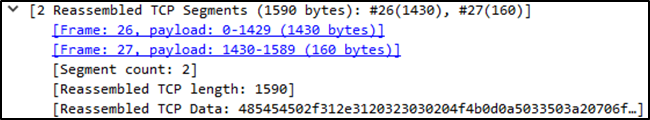 [2 Reassembled TCP Segments (1590 bytes): #26(1430), #27(160)]
[Frame: 26, payload: 0-1429 (1430 bytes)]
[Frame: 27, payload: 1430-1589 (160 bytes)]
[Segment count: 2]
[Reassembled TCP length: 1590]
[Reassembled TCP Data: 485454502f312e3120323030204f4b0d0a5033503a20706f…]